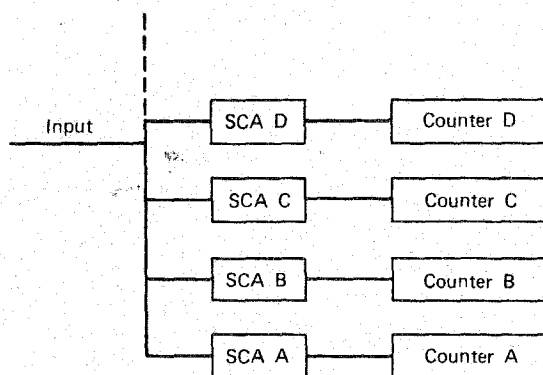 Input
SCA D
Counter D
SCA C
Counter C
SCA B
Counter B
SCA A
Counter A